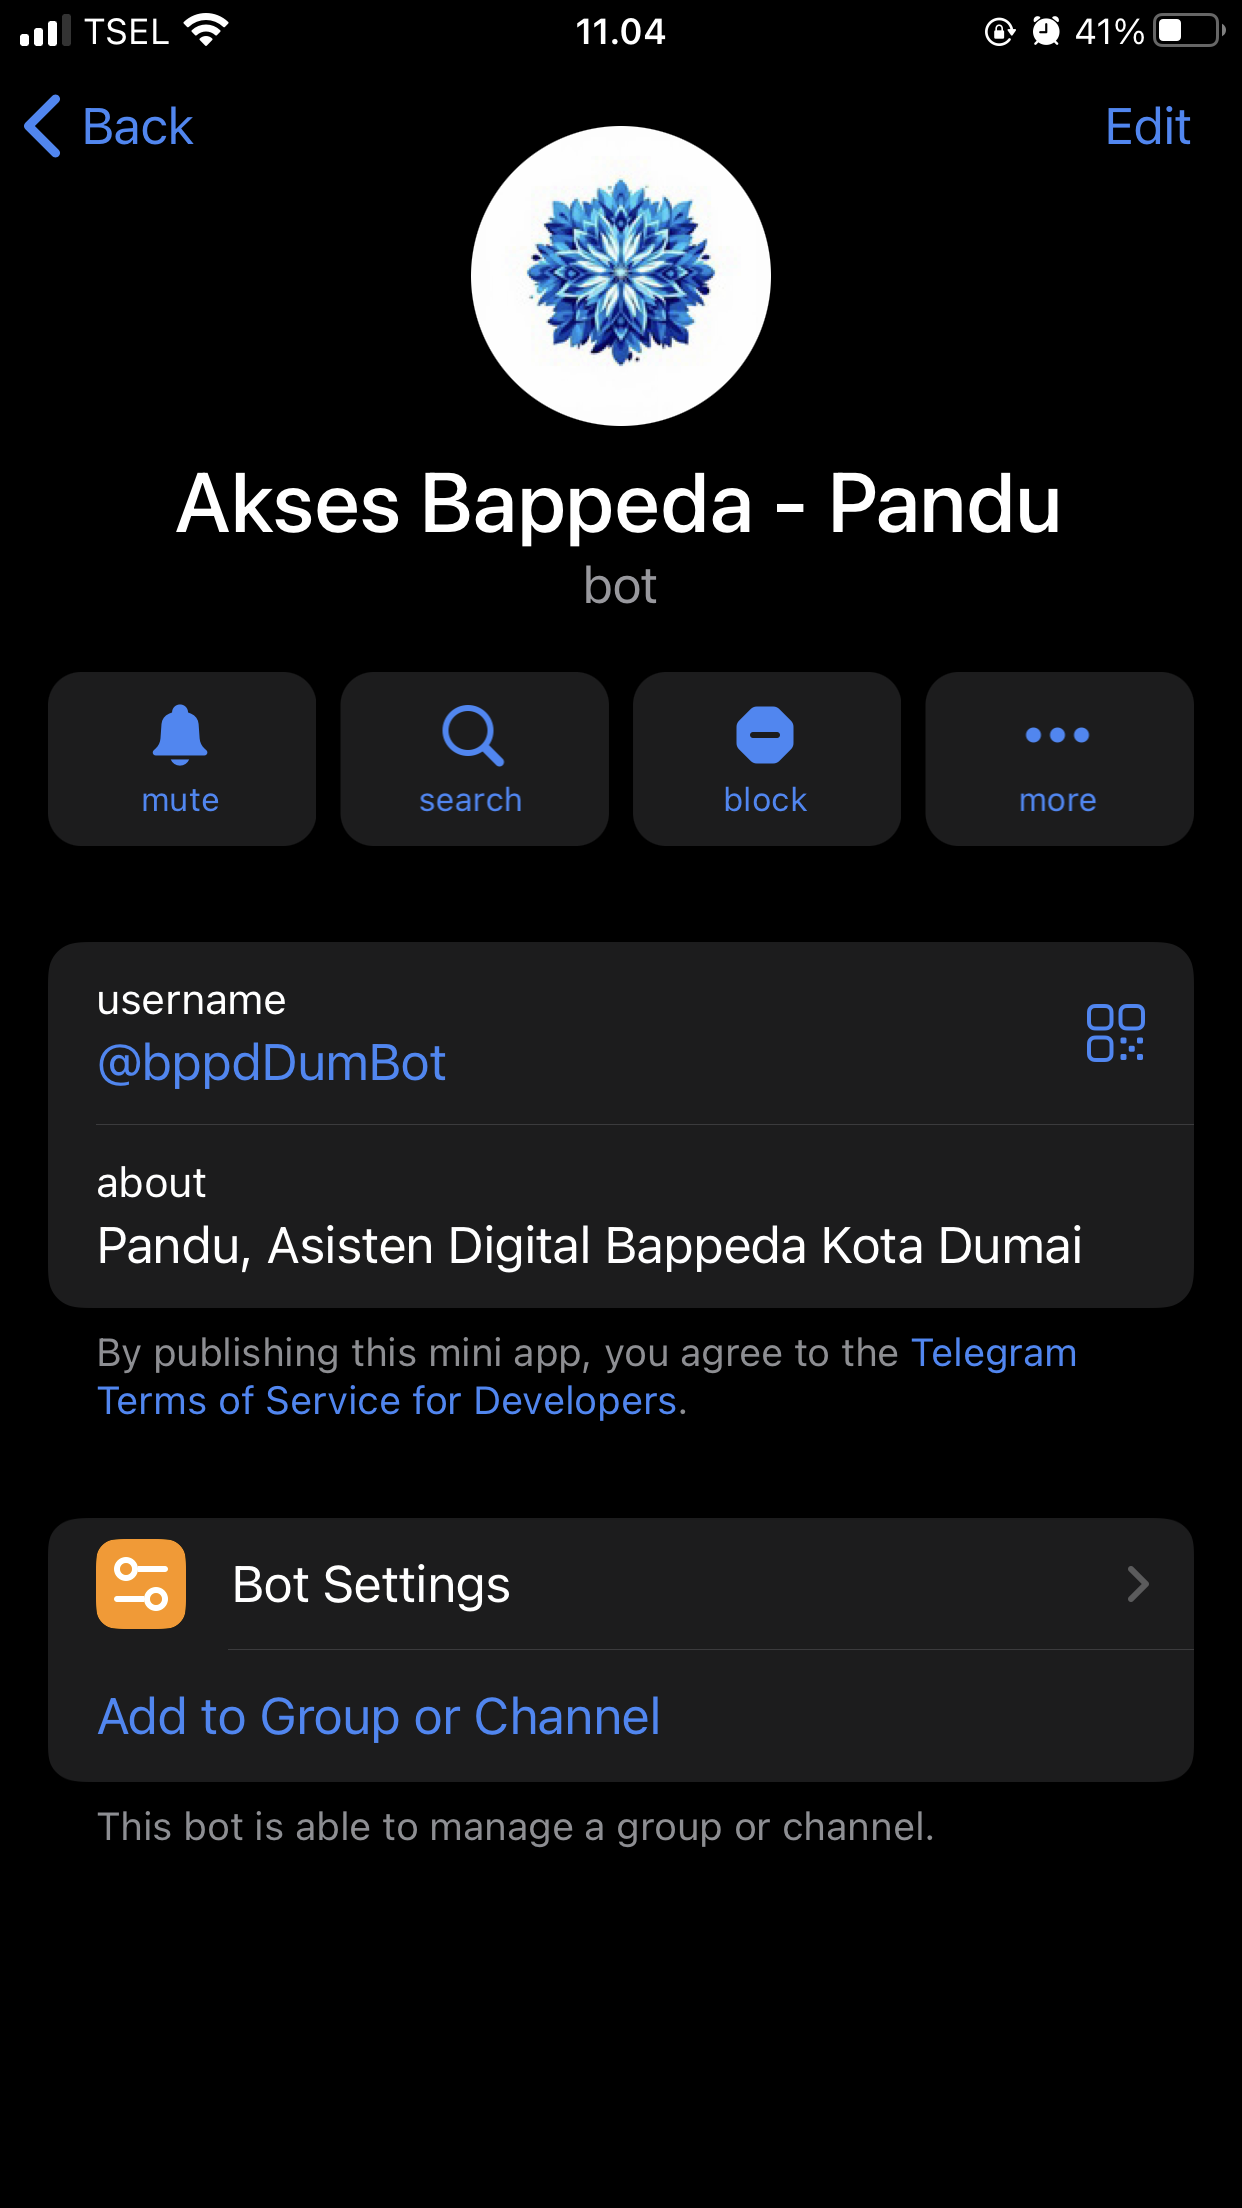 TSEL 11.04 41%
Back Edit
Akses Bappeda - Pandu
bot
mute search block more
username
@bppdDumBot
about
Pandu, Asisten Digital Bappeda Kota Dumai
By publishing this mini app, you agree to the Telegram
Terms of Service for Developers.
Bot Settings
Add to Group or Channel
This bot is able to manage a group or channel.